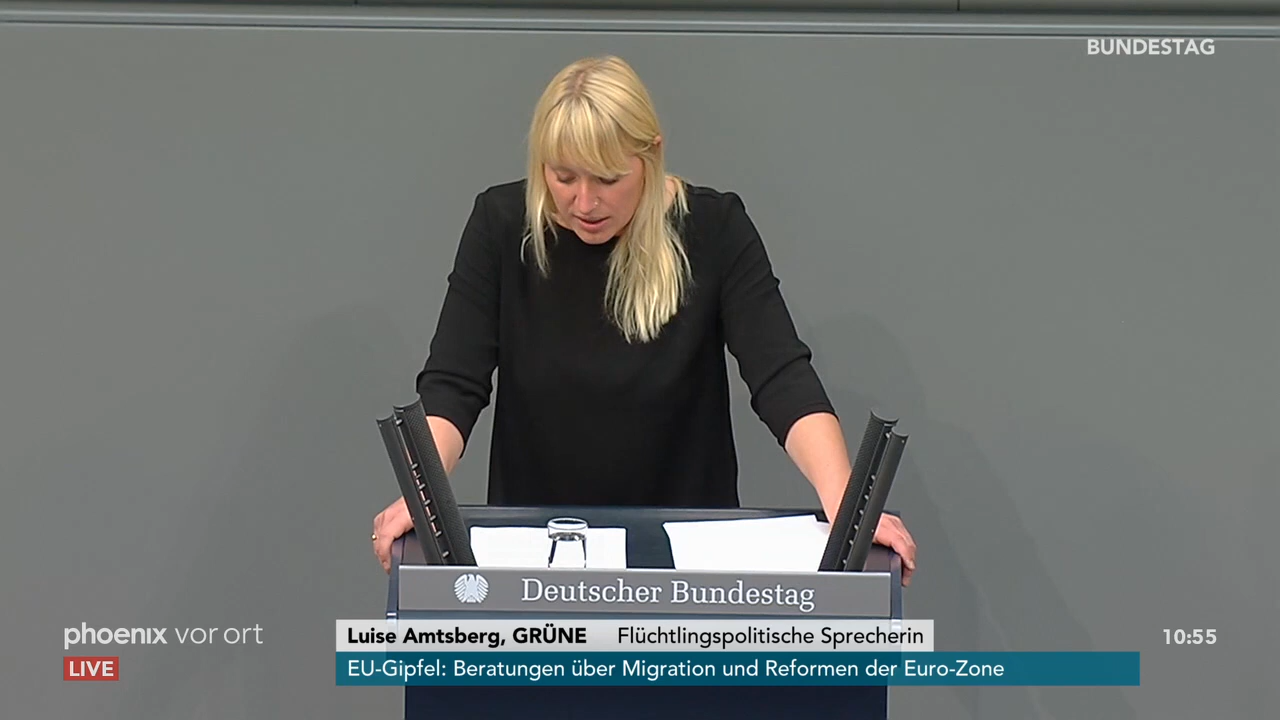 BUNDESTAG
Deutscher Bundestag
phoenix vor ort
LIVE
Luise Amtsberg, GRÜNE Flüchtlingspolitische Sprecherin
EU-Gipfel: Beratungen über Migration und Reformen der Euro-Zone
10:55